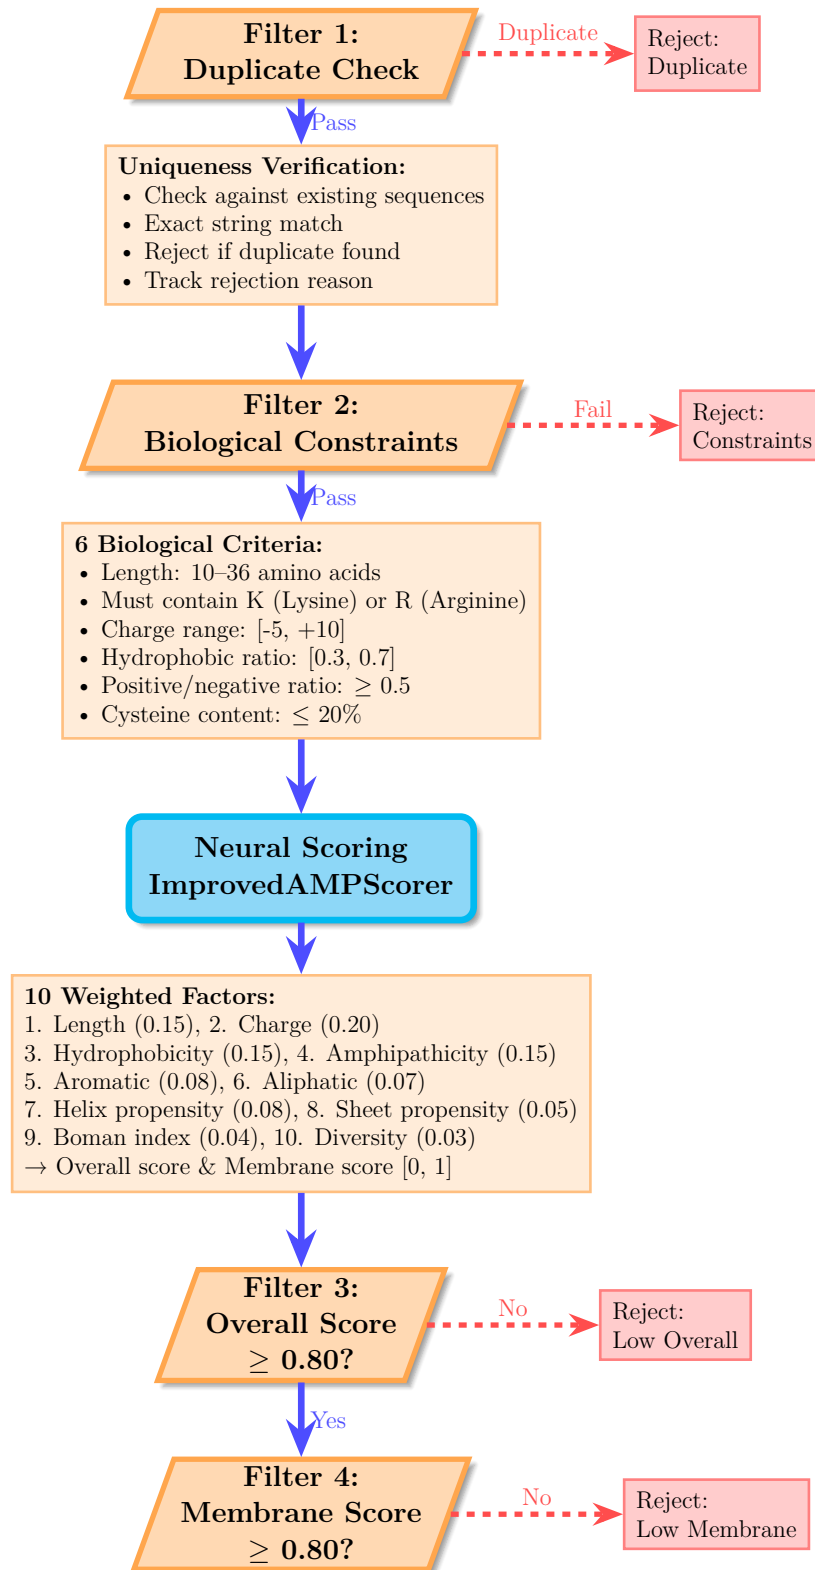 Filter 1:
Duplicate Check
Duplicate
Reject:
Duplicate
Pass
Uniqueness Verification:
• Check against existing sequences
• Exact string match
• Reject if duplicate found
• Track rejection reason
Filter 2:
Biological Constraints
Fail
Reject:
Constraints
Pass
6 Biological Criteria:
• Length: 10–36 amino acids
• Must contain K (Lysine) or R (Arginine)
• Charge range: [-5, +10]
• Hydrophobic ratio: [0.3, 0.7]
• Positive/negative ratio: ≥ 0.5
• Cysteine content: ≤ 20%
Neural Scoring
ImprovedAMPScorer
10 Weighted Factors:
1. Length (0.15), 2. Charge (0.20)
3. Hydrophobicity (0.15), 4. Amphipathicity (0.15)
5. Aromatic (0.08), 6. Aliphatic (0.07)
7. Helix propensity (0.08), 8. Sheet propensity (0.05)
9. Boman index (0.04), 10. Diversity (0.03)
→ Overall score & Membrane score [0, 1]
Filter 3:
Overall Score
≥ 0.80?
No
Reject:
Low Overall
Yes
Filter 4:
Membrane Score
≥ 0.80?
No
Reject:
Low Membrane